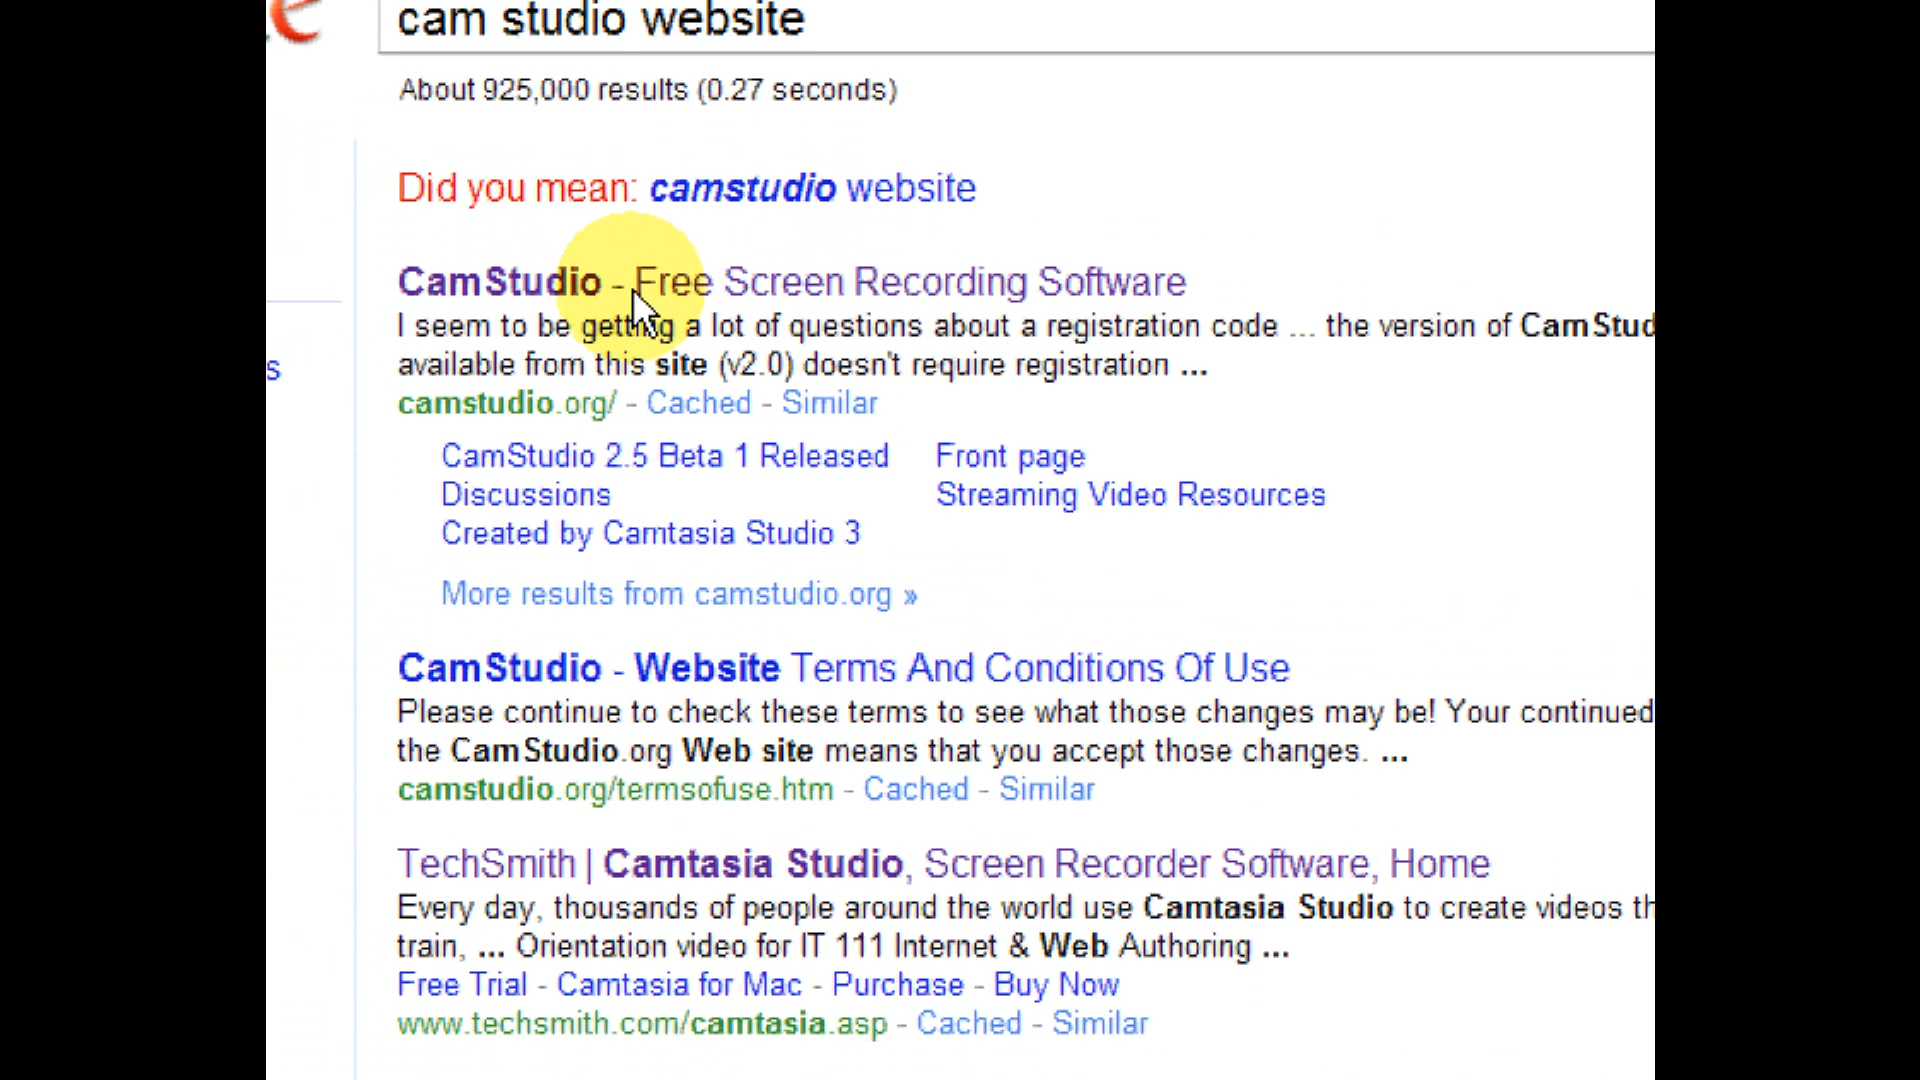 e
cam studio website
About 925,000 results (0.27 seconds)
Did you mean: camstudio website
CamStudio - Free Screen Recording Software
I seem to be getting a lot of questions about a registration code ... the version of CamStud
available from this site (v2.0) doesn't require registration ...
camstudio.org/ - Cached - Similar
s
CamStudio 2.5 Beta 1 Released Front page
Discussions Streaming Video Resources
Created by Camtasia Studio 3
More results from camstudio.org »
CamStudio - Website Terms And Conditions Of Use
Please continue to check these terms to see what those changes may be! Your continued
the CamStudio.org Web site means that you accept those changes. ...
camstudio.org/termsofuse.htm - Cached - Similar
TechSmith | Camtasia Studio, Screen Recorder Software, Home
Every day, thousands of people around the world use Camtasia Studio to create videos th
train, ... Orientation video for IT 111 Internet & Web Authoring ...
Free Trial - Camtasia for Mac - Purchase - Buy Now
www.techsmith.com/camtasia.asp - Cached - Similar